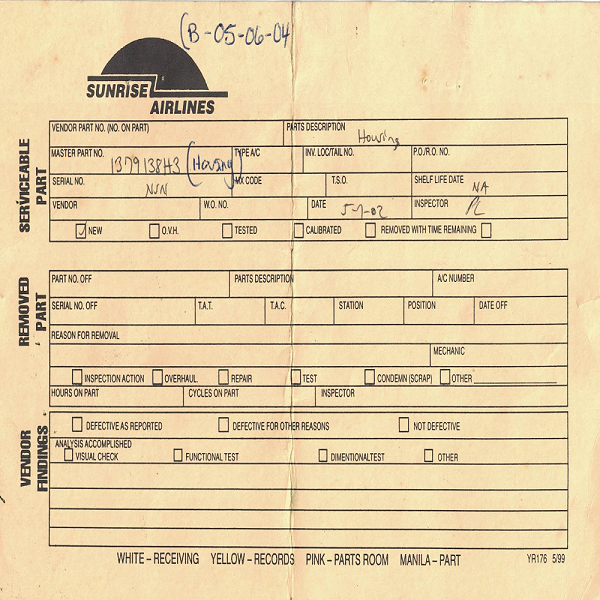 (B-05-06-04
SUNRISE
AIRLINES
SERVICEABLE PART
VENDOR PART NO. (NO. ON PART) PARTS DESCRIPTION Housing
MASTER PART NO. 1379138H3 (Housing) TYPE A/C INV. LOC/TAIL NO. P.O./R.O. NO.
SERIAL NO. NSN MX CODE T.S.O. SHELF LIFE DATE NA
VENDOR W.O. NO. DATE 5-7-02 INSPECTOR
NEW O.V.H. TESTED CALIBRATED REMOVED WITH TIME REMAINING
REMOVED PART
PART NO. OFF PARTS DESCRIPTION A/C NUMBER
SERIAL NO. OFF T.A.T. T.A.C. STATION POSITION DATE OFF
REASON FOR REMOVAL
MECHANIC
INSPECTION ACTION OVERHAUL REPAIR TEST CONDEMN (SCRAP) OTHER
HOURS ON PART CYCLES ON PART INSPECTOR
VENDOR FINDINGS
DEFECTIVE AS REPORTED DEFECTIVE FOR OTHER REASONS NOT DEFECTIVE
ANALYSIS ACCOMPLISHED
VISUAL CHECK FUNCTIONAL TEST DIMENTIONALTEST OTHER
WHITE – RECEIVING YELLOW – RECORDS PINK – PARTS ROOM MANILA – PART YR176 5/99